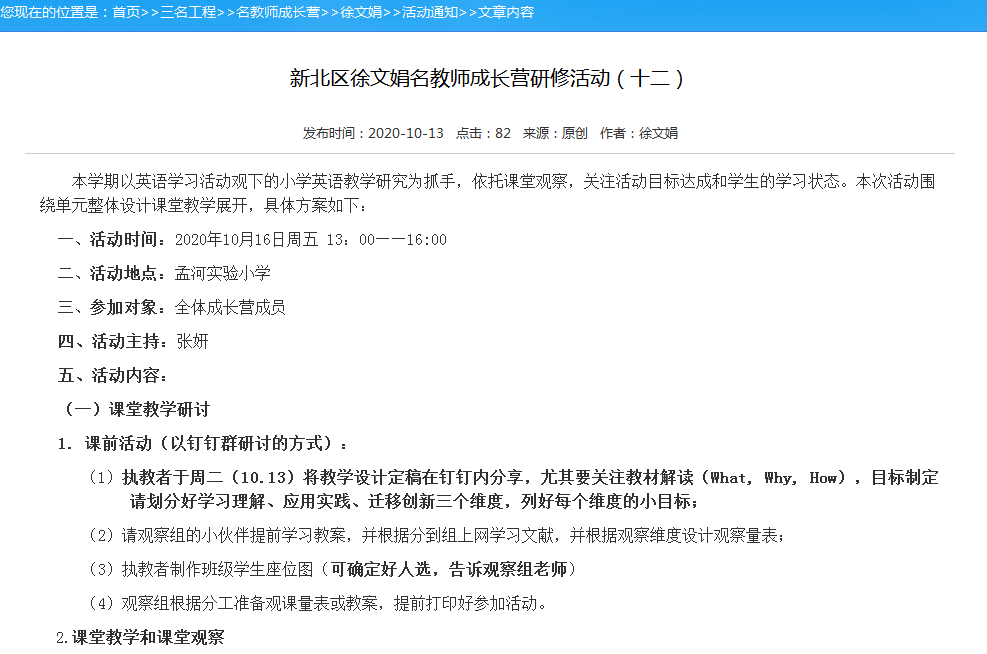 您现在的位置是：首页>>三名工程>>名教师成长营>>徐文娟>>活动通知>>文章内容
新北区徐文娟名教师成长营研修活动（十二）
发布时间：2020-10-13 点击：82 来源：原创 作者：徐文娟
本学期以英语学习活动观下的小学英语教学研究为抓手，依托课堂观察，关注活动目标达成和学生的学习状态。本次活动围
绕单元整体设计课堂教学展开，具体方案如下：
一、活动时间：2020年10月16日周五 13：00——16:00
二、活动地点：孟河实验小学
三、参加对象：全体成长营成员
四、活动主持：张妍
五、活动内容：
（一）课堂教学研讨
1. 课前活动（以钉钉群研讨的方式）：
（1）执教者于周二（10.13）将教学设计定稿在钉钉内分享，尤其要关注教材解读（What, Why, How），目标制定
请划分好学习理解、应用实践、迁移创新三个维度，列好每个维度的小目标；
（2）请观察组的小伙伴提前学习教案，并根据分到组上网学习文献，并根据观察维度设计观察量表；
（3）执教者制作班级学生座位图（可确定好人选，告诉观察组老师）
（4）观察组根据分工准备观课量表或教案，提前打印好参加活动。
2.课堂教学和课堂观察